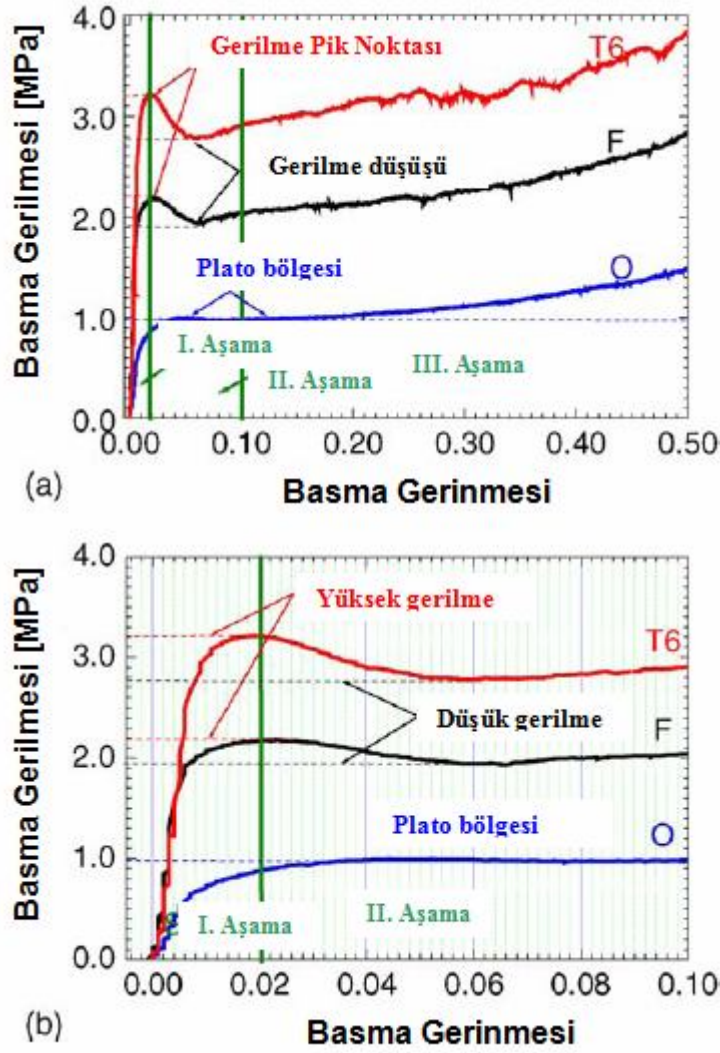 4.0
3.0
2.0
1.0
0.0
Basma Gerilmesi [MPa]
Gerilme Pik Noktası
T6
Gerilme düşüşü
F
Plato bölgesi
O
I. Aşama
II. Aşama
III. Aşama
0.00 0.10 0.20 0.30 0.40 0.50
(a)
Basma Gerinmesi
4.0
3.0
2.0
1.0
0.0
Basma Gerilmesi [MPa]
Yüksek gerilme
T6
Düşük gerilme
F
Plato bölgesi
O
I. Aşama
II. Aşama
0.00 0.02 0.04 0.06 0.08 0.10
(b)
Basma Gerinmesi